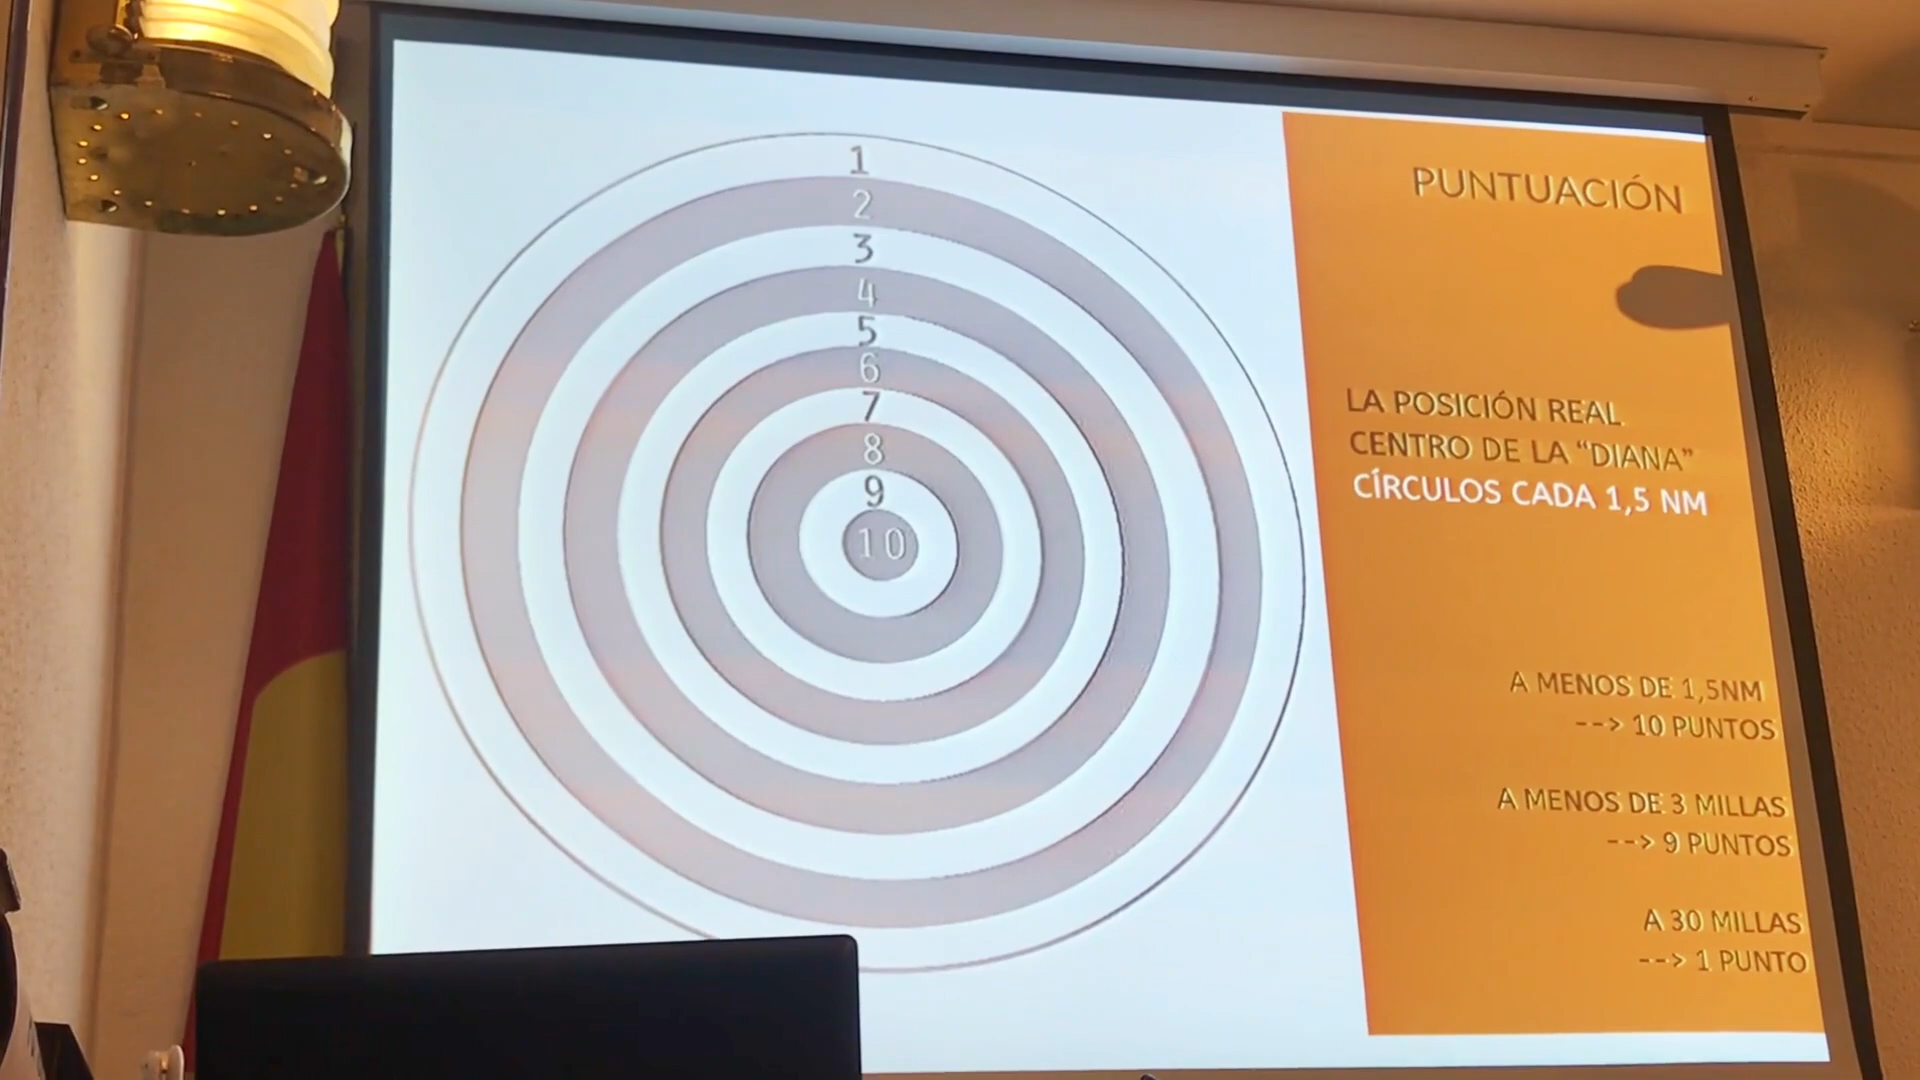 1
2
3
4
5
6
7
8
9
10
PUNTUACIÓN
LA POSICIÓN REAL
CENTRO DE LA “DIANA”
CÍRCULOS CADA 1,5 NM
A MENOS DE 1,5NM
--> 10 PUNTOS
A MENOS DE 3 MILLAS
--> 9 PUNTOS
A 30 MILLAS
--> 1 PUNTO